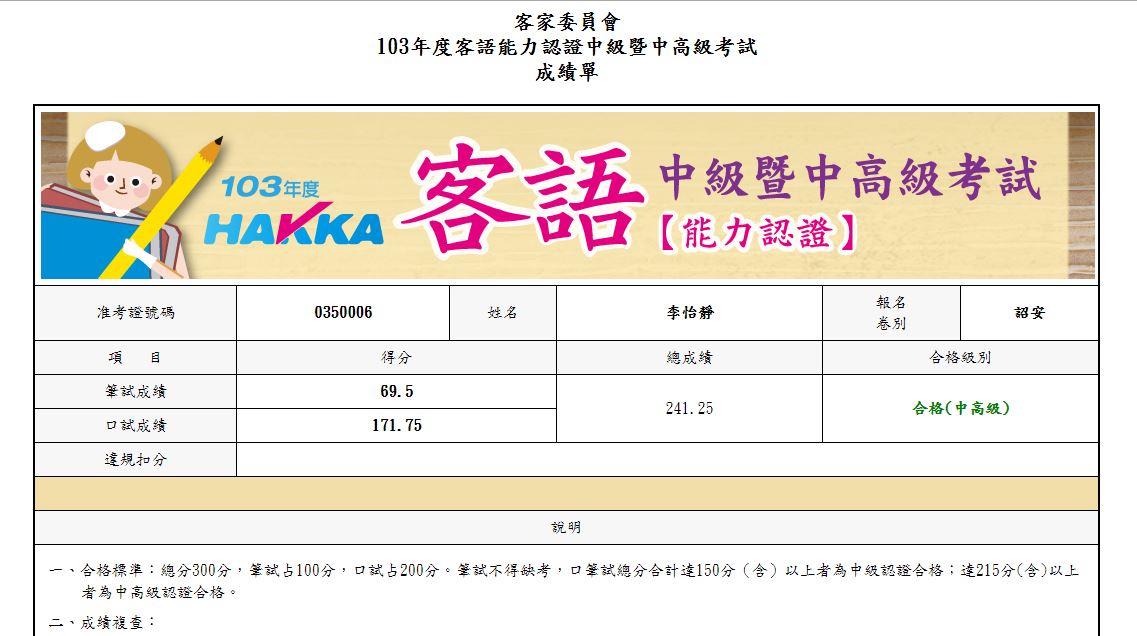 客家委員會
103年度客語能力認證中級暨中高級考試
成績單
103年度
HAKKA
客語
中級暨中高級考試
【能力認證】
准考證號碼 0350006 姓名 李怡靜 報名卷別 詔安
項 目 得分 總成績 合格級別
筆試成績 69.5 241.25 合格(中高級)
口試成績 171.75
違規扣分
說明
一、合格標準：總分300分，筆試占100分，口試占200分。筆試不得缺考，口筆試總分合計達150分（含）以上者為中級認證合格；達215分(含)以上
者為中高級認證合格。
二、成績複查：